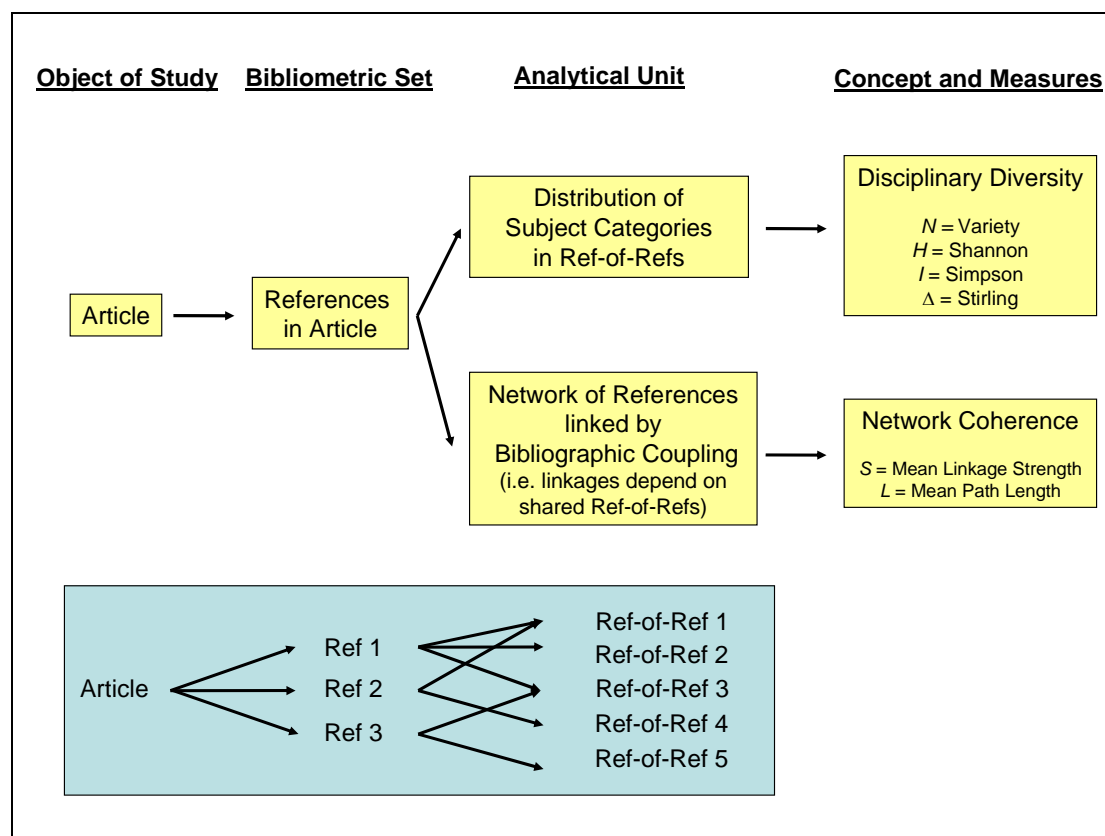 Object of Study
Bibliometric Set
Analytical Unit
Concept and Measures
Article
References
in Article
Distribution of
Subject Categories
in Ref-of-Refs
Disciplinary Diversity
N = Variety
H = Shannon
I = Simpson
Δ = Stirling
Network of References
linked by
Bibliographic Coupling
(i.e. linkages depend on
shared Ref-of-Refs)
Network Coherence
S = Mean Linkage Strength
L = Mean Path Length
Article
Ref 1
Ref 2
Ref 3
Ref-of-Ref 1
Ref-of-Ref 2
Ref-of-Ref 3
Ref-of-Ref 4
Ref-of-Ref 5